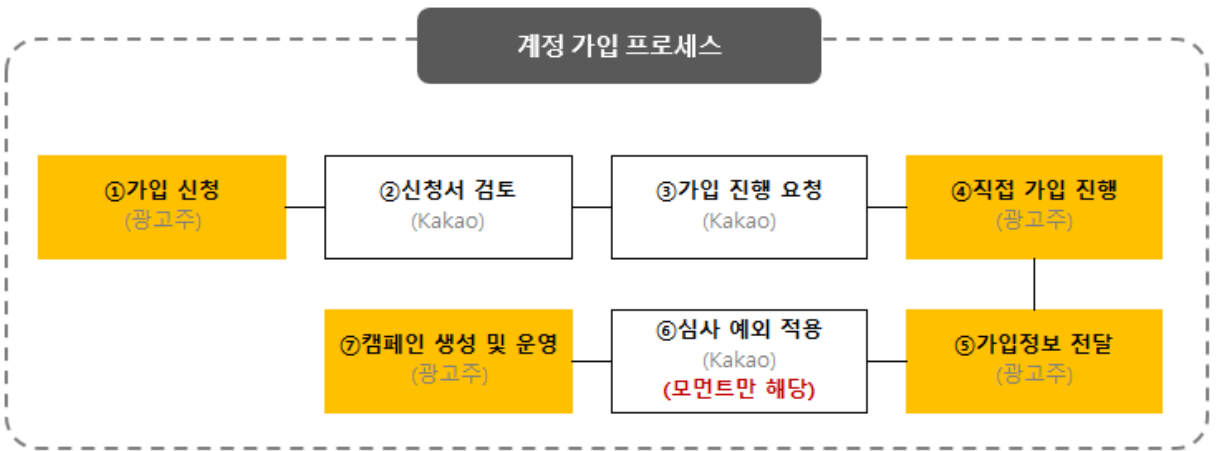 계정 가입 프로세스
①가입 신청
(광고주)
②신청서 검토
(Kakao)
③가입 진행 요청
(Kakao)
④직접 가입 진행
(광고주)
⑤가입정보 전달
(광고주)
⑥심사 예외 적용
(Kakao)
(모먼트만 해당)
⑦캠페인 생성 및 운영
(광고주)